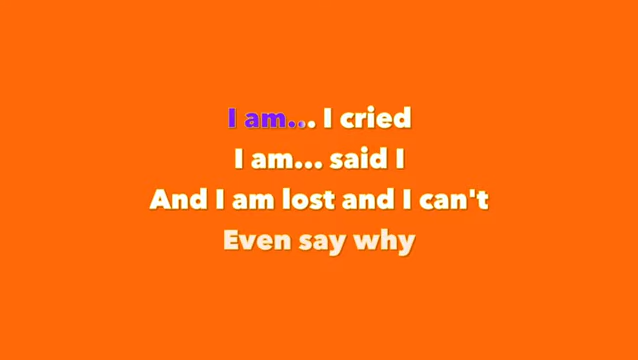 I am... I cried
I am... said I
And I am lost and I can't
Even say why